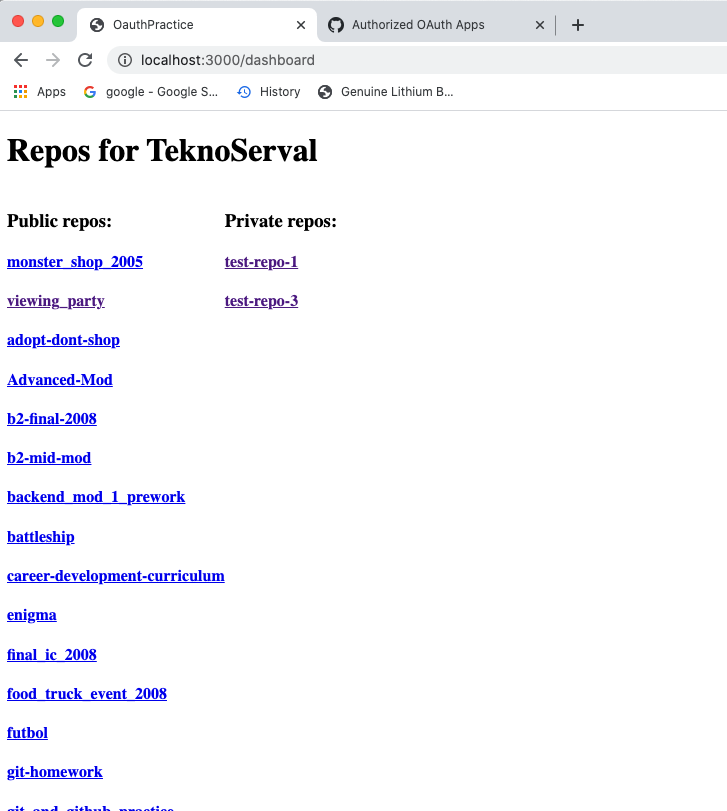 OauthPractice
Authorized OAuth Apps
localhost:3000/dashboard
Apps
google - Google S...
History
Genuine Lithium B...
Repos for TeknoServal
Public repos:
Private repos:
monster_shop_2005
test-repo-1
viewing_party
test-repo-3
adopt-dont-shop
Advanced-Mod
b2-final-2008
b2-mid-mod
backend_mod_1_prework
battleship
career-development-curriculum
enigma
final_ic_2008
food_truck_event_2008
futbol
git-homework
git_and_github_practice